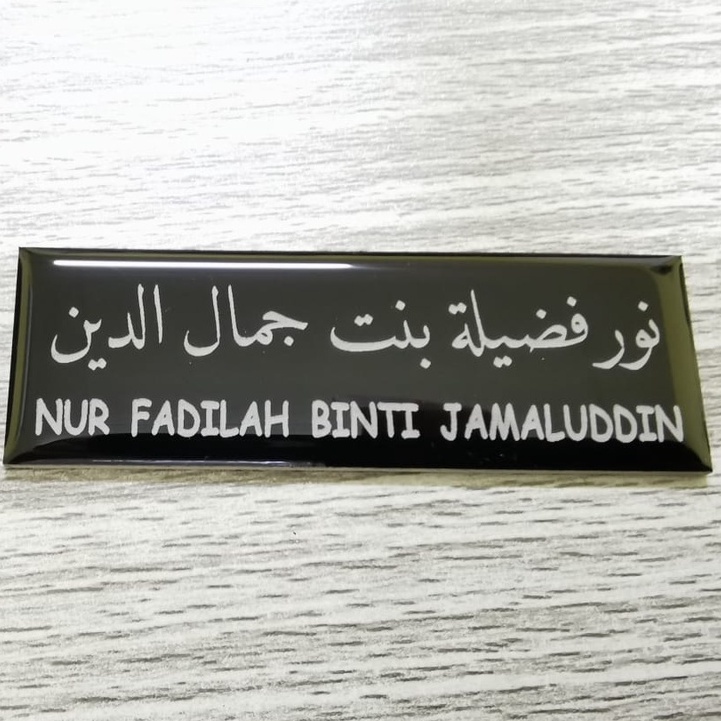 نور فضيلة بنت جمال الدين
NUR FADILAH BINTI JAMALUDDIN